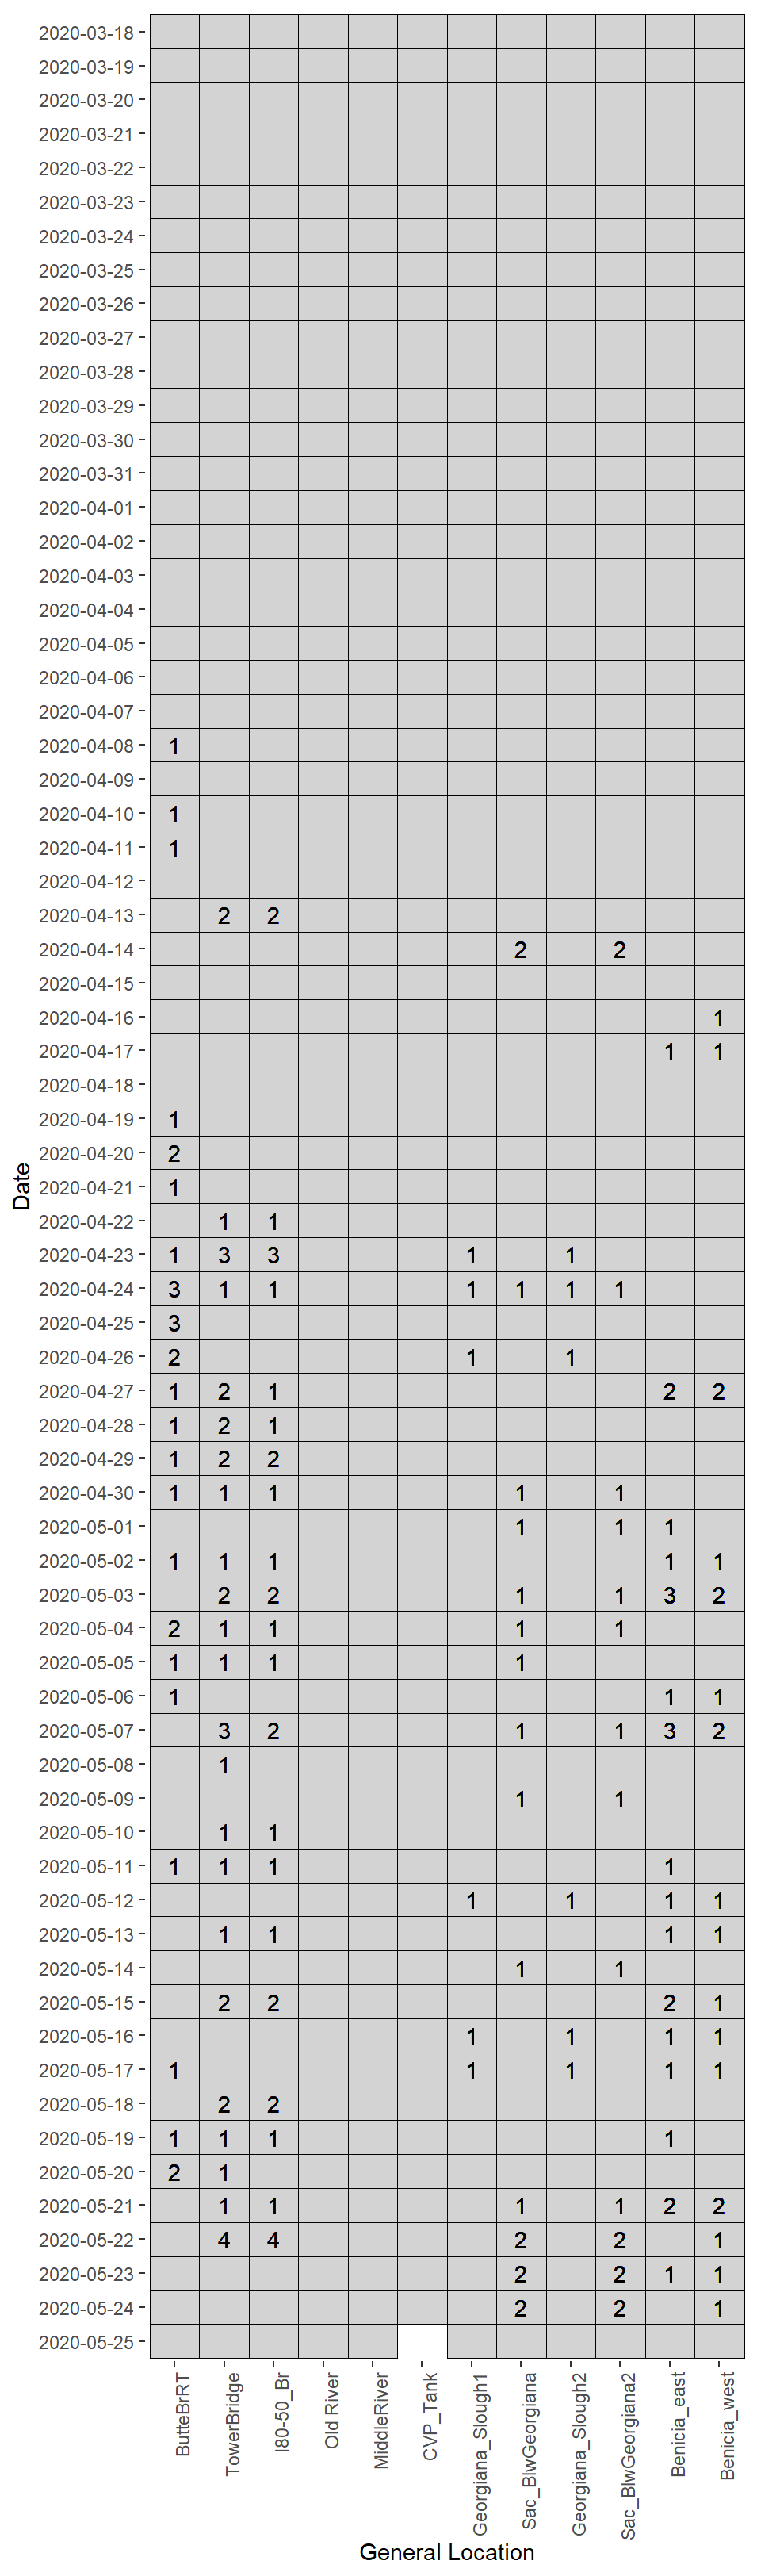 2020-03-18
2020-03-19
2020-03-20
2020-03-21
2020-03-22
2020-03-23
2020-03-24
2020-03-25
2020-03-26
2020-03-27
2020-03-28
2020-03-29
2020-03-30
2020-03-31
2020-04-01
2020-04-02
2020-04-03
2020-04-04
2020-04-05
2020-04-06
2020-04-07
2020-04-08 1
2020-04-09
2020-04-10 1
2020-04-11 1
2020-04-12
2020-04-13 2 2
2020-04-14 2 2
2020-04-15
2020-04-16 1
2020-04-17 1 1
2020-04-18
2020-04-19 1
2020-04-20 2
2020-04-21 1
2020-04-22 1 1
2020-04-23 1 3 3 1 1
2020-04-24 3 1 1 1 1 1 1
2020-04-25 3
2020-04-26 2 1 1
2020-04-27 1 2 1 2 2
2020-04-28 1 2 1
2020-04-29 1 2 2
2020-04-30 1 1 1 1 1
2020-05-01 1 1 1
2020-05-02 1 1 1 1 1
2020-05-03 2 2 1 1 3 2
2020-05-04 2 1 1 1 1
2020-05-05 1 1 1 1
2020-05-06 1 1 1
2020-05-07 3 2 1 1 3 2
2020-05-08 1
2020-05-09 1 1
2020-05-10 1 1
2020-05-11 1 1 1 1
2020-05-12 1 1 1 1
2020-05-13 1 1 1 1
2020-05-14 1 1
2020-05-15 2 2 2 1
2020-05-16 1 1 1 1
2020-05-17 1 1 1 1 1
2020-05-18 2 2
2020-05-19 1 1 1 1
2020-05-20 2 1
2020-05-21 1 1 1 1 2 2
2020-05-22 4 4 2 2 1
2020-05-23 2 2 1 1
2020-05-24 2 2 1
2020-05-25
Date
ButteBrRT
TowerBridge
I80-50_Br
Old River
MiddleRiver
CVP_Tank
Georgiana_Slough1
Sac_BlwGeorgiana
Georgiana_Slough2
Sac_BlwGeorgiana2
Benicia_east
Benicia_west
General Location